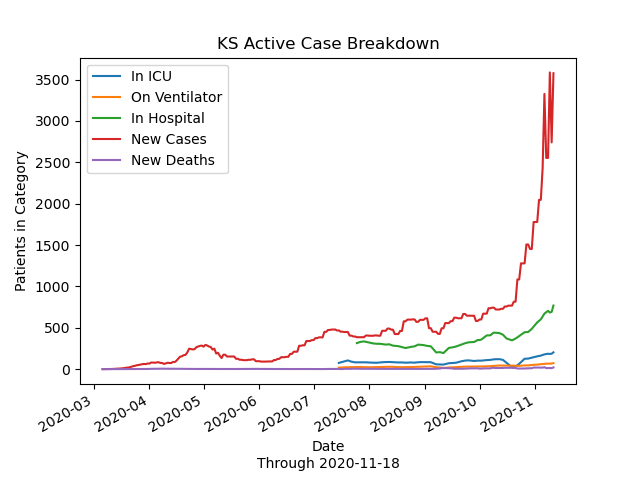 KS Active Case Breakdown
In ICU
On Ventilator
In Hospital
New Cases
New Deaths
Patients in Category
3500
3000
2500
2000
1500
1000
500
0
2020-03
2020-04
2020-05
2020-06
2020-07
2020-08
2020-09
2020-10
2020-11
Date
Through 2020-11-18